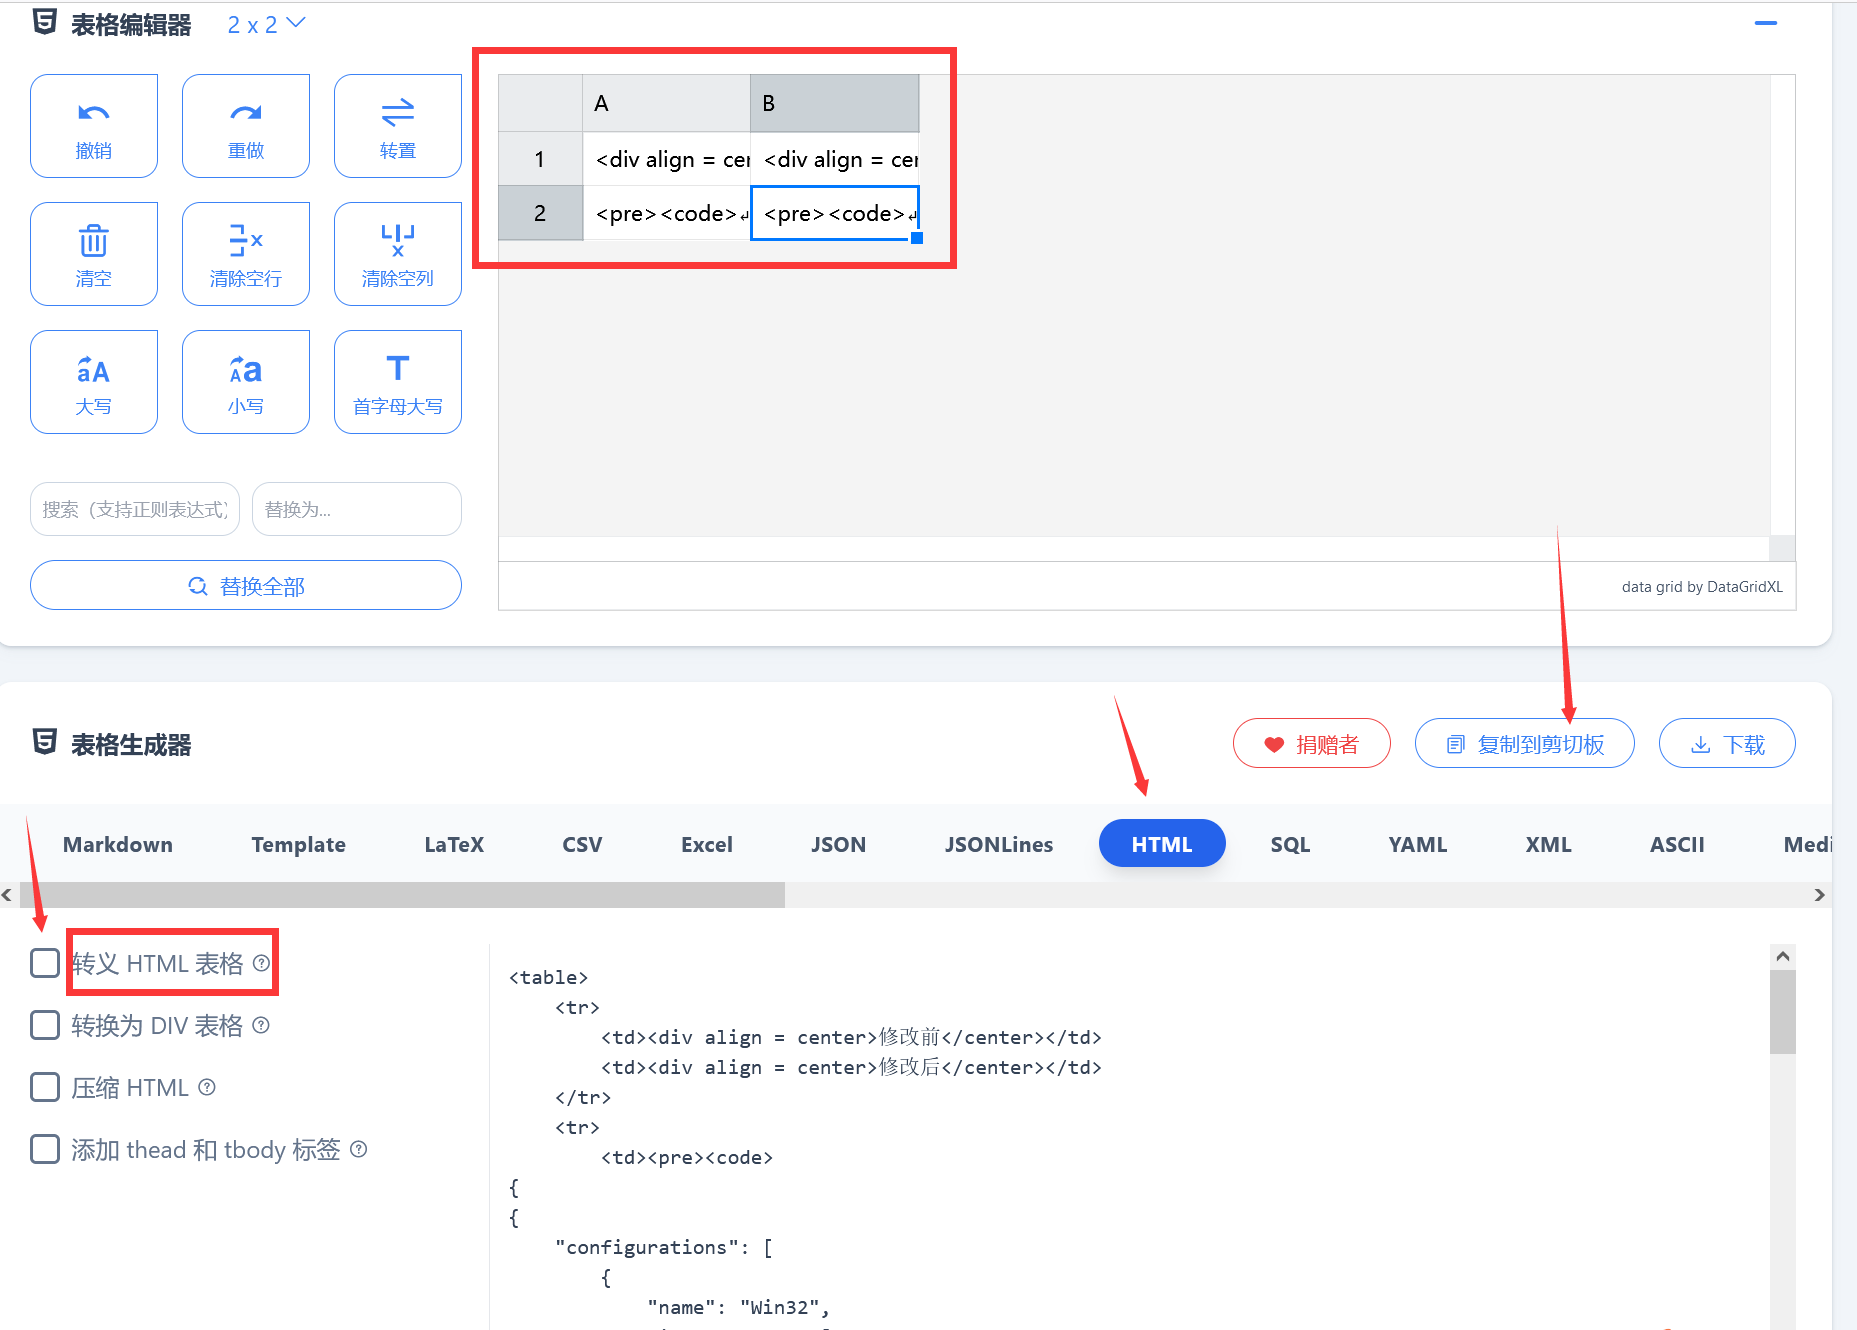 表格编辑器 2 x 2
撤销 重做 转置
清空 清除空行 清除空列
aA Aa T
大写 小写 首字母大写
搜索（支持正则表达式） 替换为...
替换全部
A B
1 <div align = cer <div align = cer
2 <pre><code>↵ <pre><code>↵
data grid by DataGridXL
表格生成器
捐赠者 复制到剪切板 下载
Markdown Template LaTeX CSV Excel JSON JSONLines HTML SQL YAML XML ASCII Medi
转义 HTML 表格
转换为 DIV 表格
压缩 HTML
添加 thead 和 tbody 标签
<table>
<tr>
<td><div align = center>修改前</center></td>
<td><div align = center>修改后</center></td>
</tr>
<tr>
<td><pre><code>
{
{
"configurations": [
{
"name": "Win32",